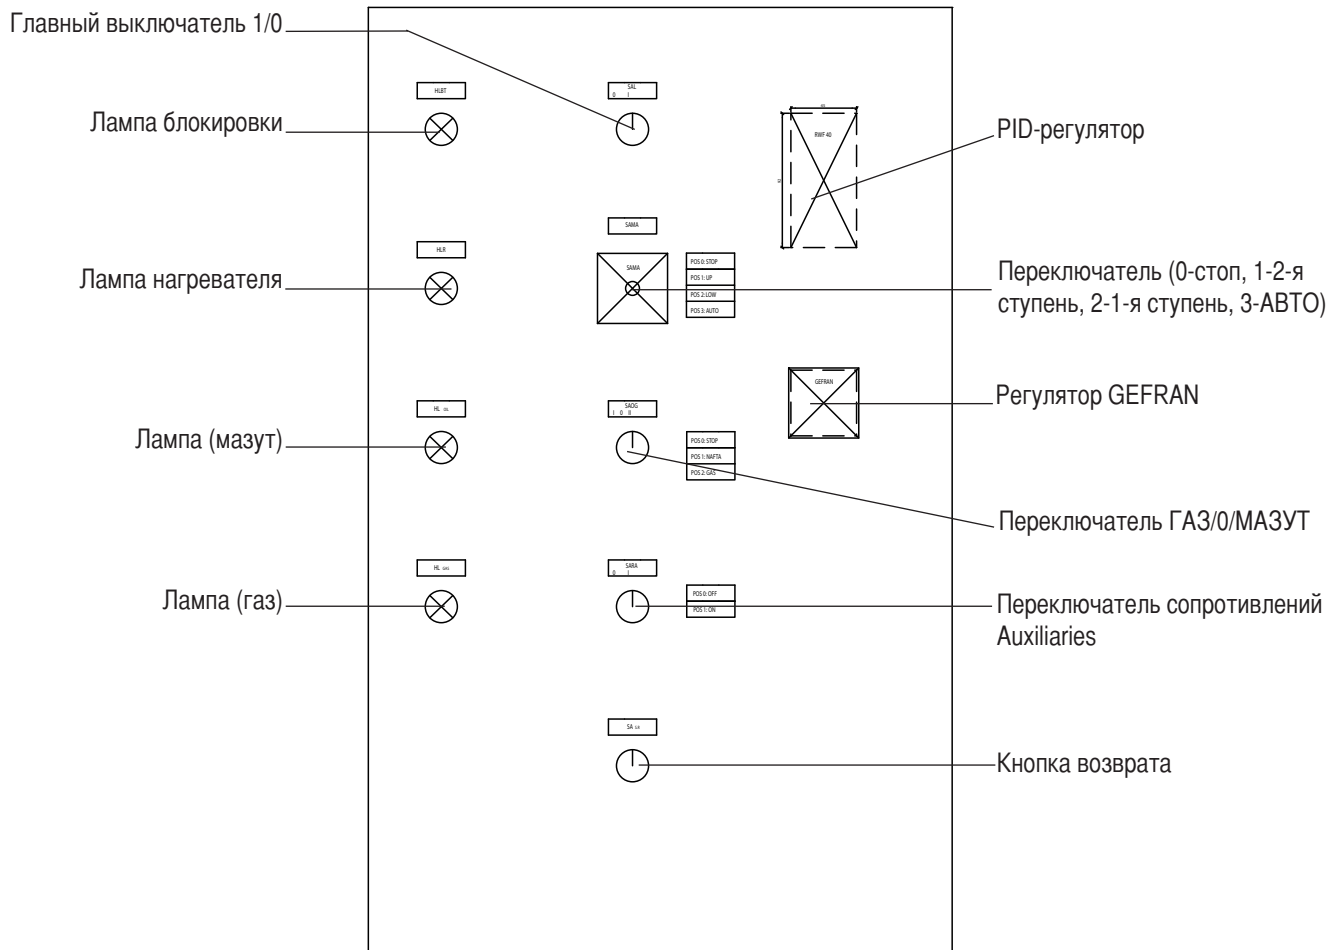 Главный выключатель 1/0
HLBT
SAL
0 I
Лампа блокировки
RWF 40
PID-регулятор
SAMA
HLR
SAMA
POS 0: STOP
POS 1: UP
POS 2: LOW
POS 3: AUTO
Лампа нагревателя
Переключатель (0-стоп, 1-2-я
ступень, 2-1-я ступень, 3-АВТО)
GEFRAN
Регулятор GEFRAN
HL OIL
SAOG
I 0 II
Лампа (мазут)
POS 0: STOP
POS 1: NAFTA
POS 2: GAS
Переключатель ГАЗ/0/МАЗУТ
HL GAS
SARA
0 I
Лампа (газ)
POS 0: OFF
POS 1: ON
Переключатель сопротивлений
Auxiliaries
SA
Кнопка возврата